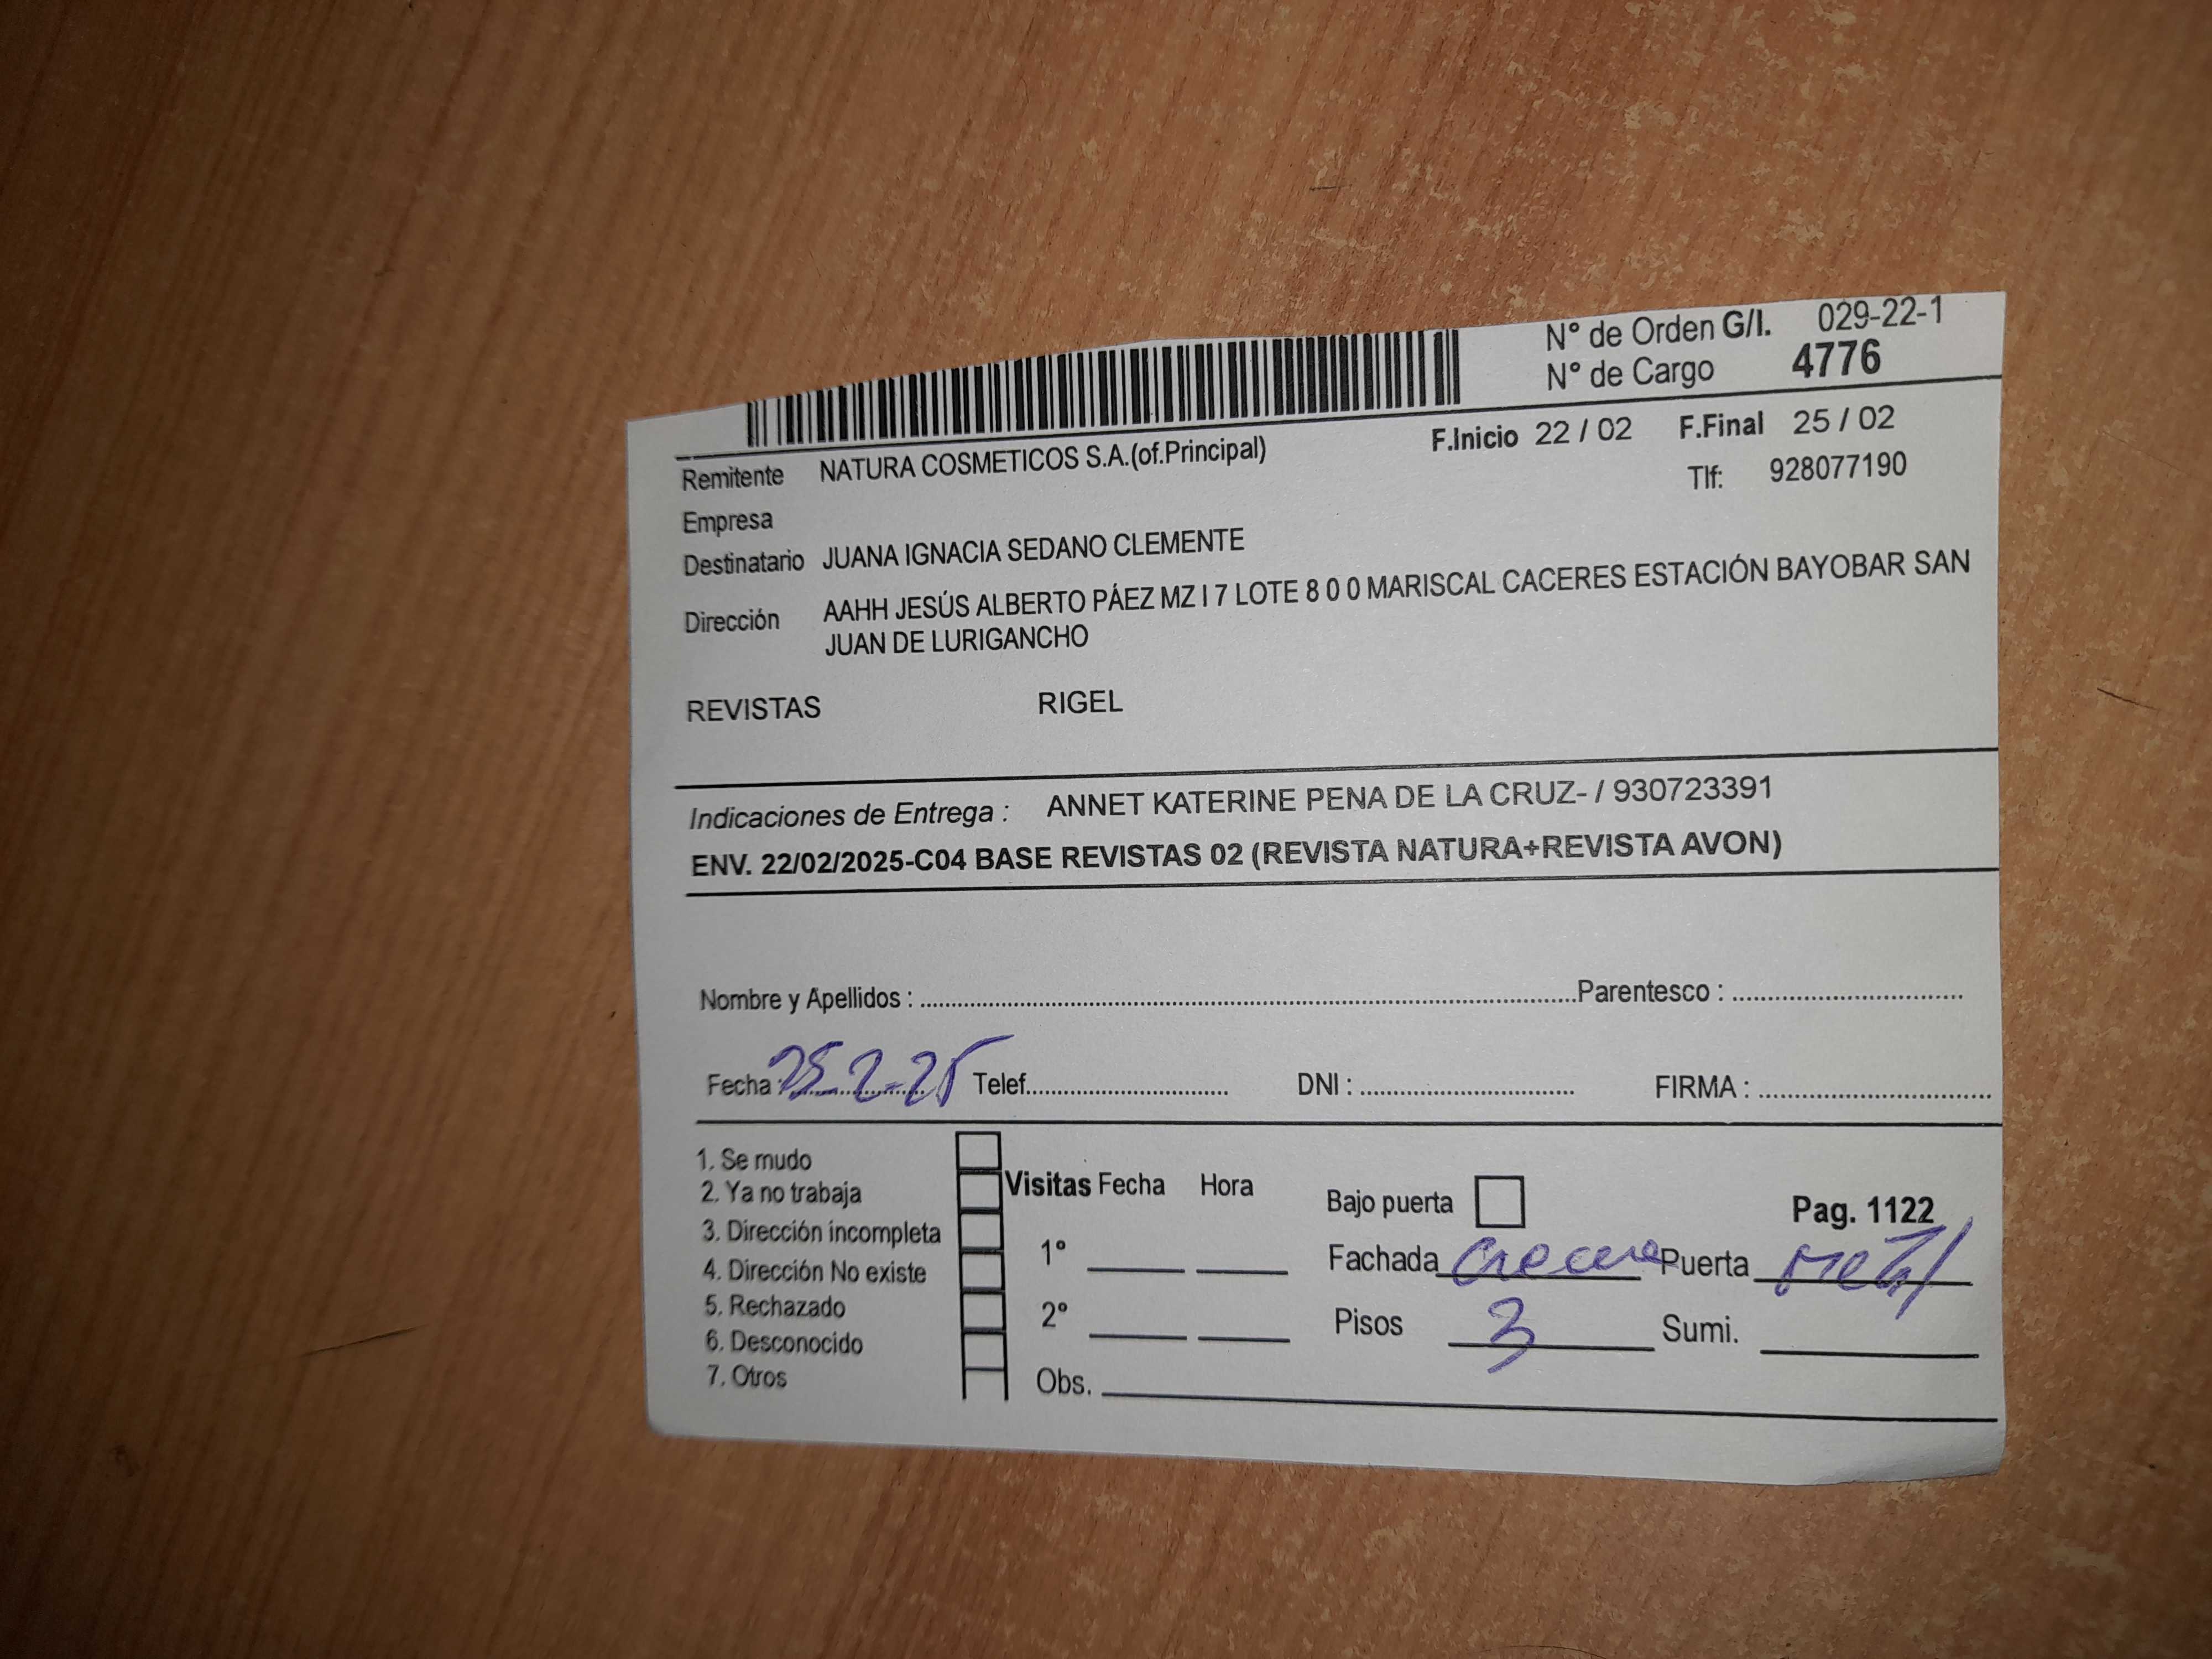 N° de Orden G/I. 029-22-1
N° de Cargo 4776
F.Inicio 22 / 02 F.Final 25 / 02
Remitente NATURA COSMETICOS S.A.(of.Principal)
Tlf: 928077190
Empresa
Destinatario JUANA IGNACIA SEDANO CLEMENTE
Dirección AAHH JESÚS ALBERTO PÁEZ MZ I 7 LOTE 8 0 0 MARISCAL CACERES ESTACIÓN BAYOBAR SAN
JUAN DE LURIGANCHO
REVISTAS RIGEL
Indicaciones de Entrega : ANNET KATERINE PENA DE LA CRUZ- / 930723391
ENV. 22/02/2025-C04 BASE REVISTAS 02 (REVISTA NATURA+REVISTA AVON)
Nombre y Apellidos : Parentesco :
Fecha : 25-2-25 Telef. DNI : FIRMA :
1. Se mudo
2. Ya no trabaja
3. Dirección incompleta
4. Dirección No existe
5. Rechazado
6. Desconocido
7. Otros
Visitas Fecha Hora
1°
2°
Obs.
Bajo puerta
Pag. 1122
Fachada creema Puerta metal
Pisos 3 Sumi.